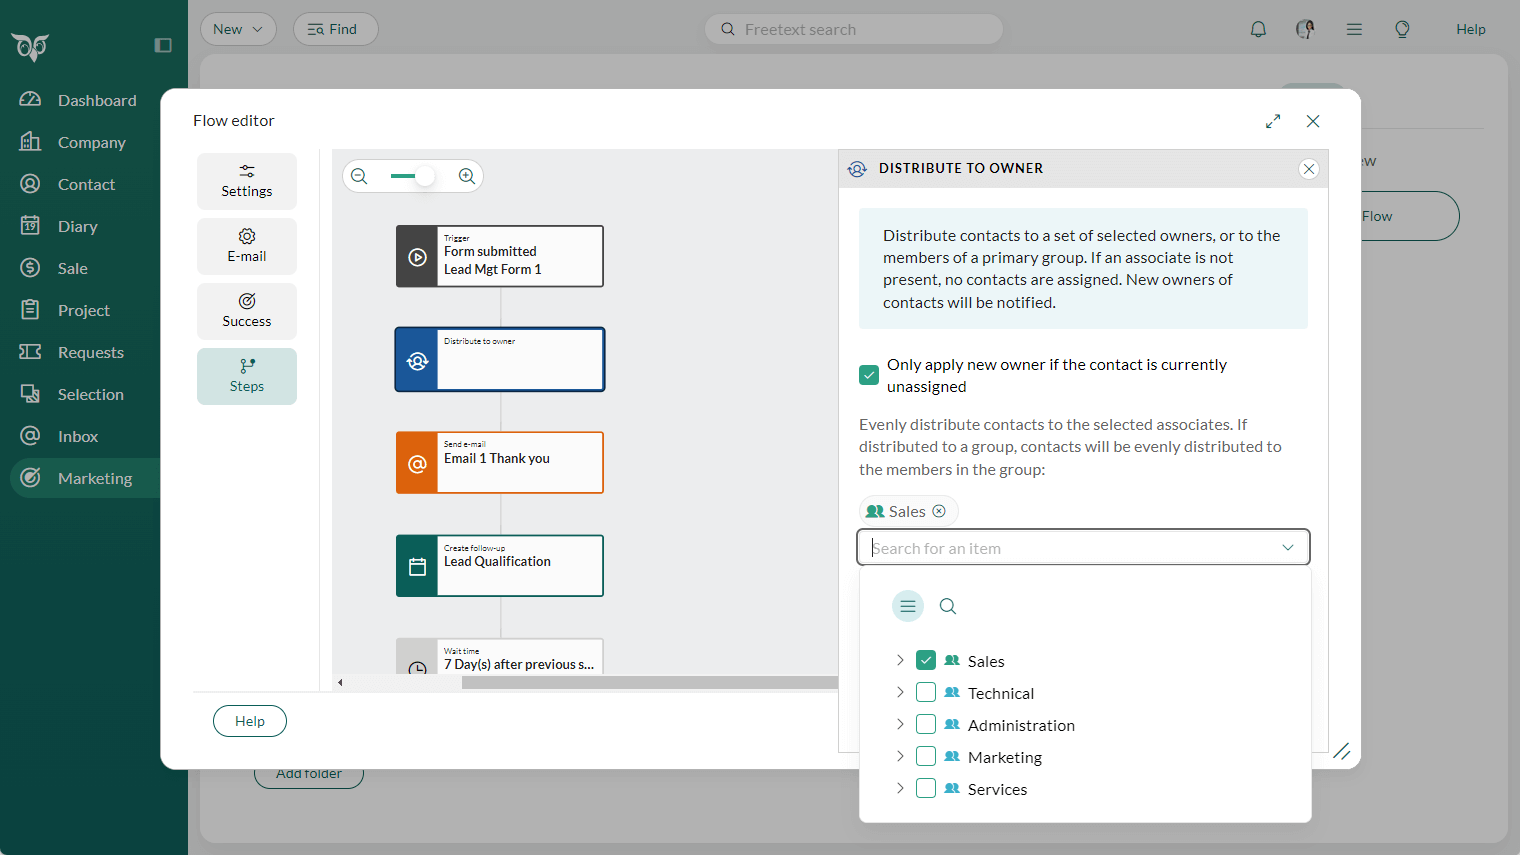 New
Find
Freetext search
Help
Dashboard
Company
Contact
Diary
19
Sale
Project
Requests
Selection
Inbox
Marketing
Flow editor
Settings
E-mail
Success
Steps
Trigger
Form submitted
Lead Mgt Form 1
Distribute to owner
Send e-mail
Email 1 Thank you
Create follow-up
Lead Qualification
Wait time
7 Day(s) after previous s...
Help
Add folder
DISTRIBUTE TO OWNER
Distribute contacts to a set of selected owners, or to the
members of a primary group. If an associate is not
present, no contacts are assigned. New owners of
contacts will be notified.
Only apply new owner if the contact is currently
unassigned
Evenly distribute contacts to the selected associates. If
distributed to a group, contacts will be evenly distributed to
the members in the group:
Sales
Search for an item
Sales
Technical
Administration
Marketing
Services
Flow